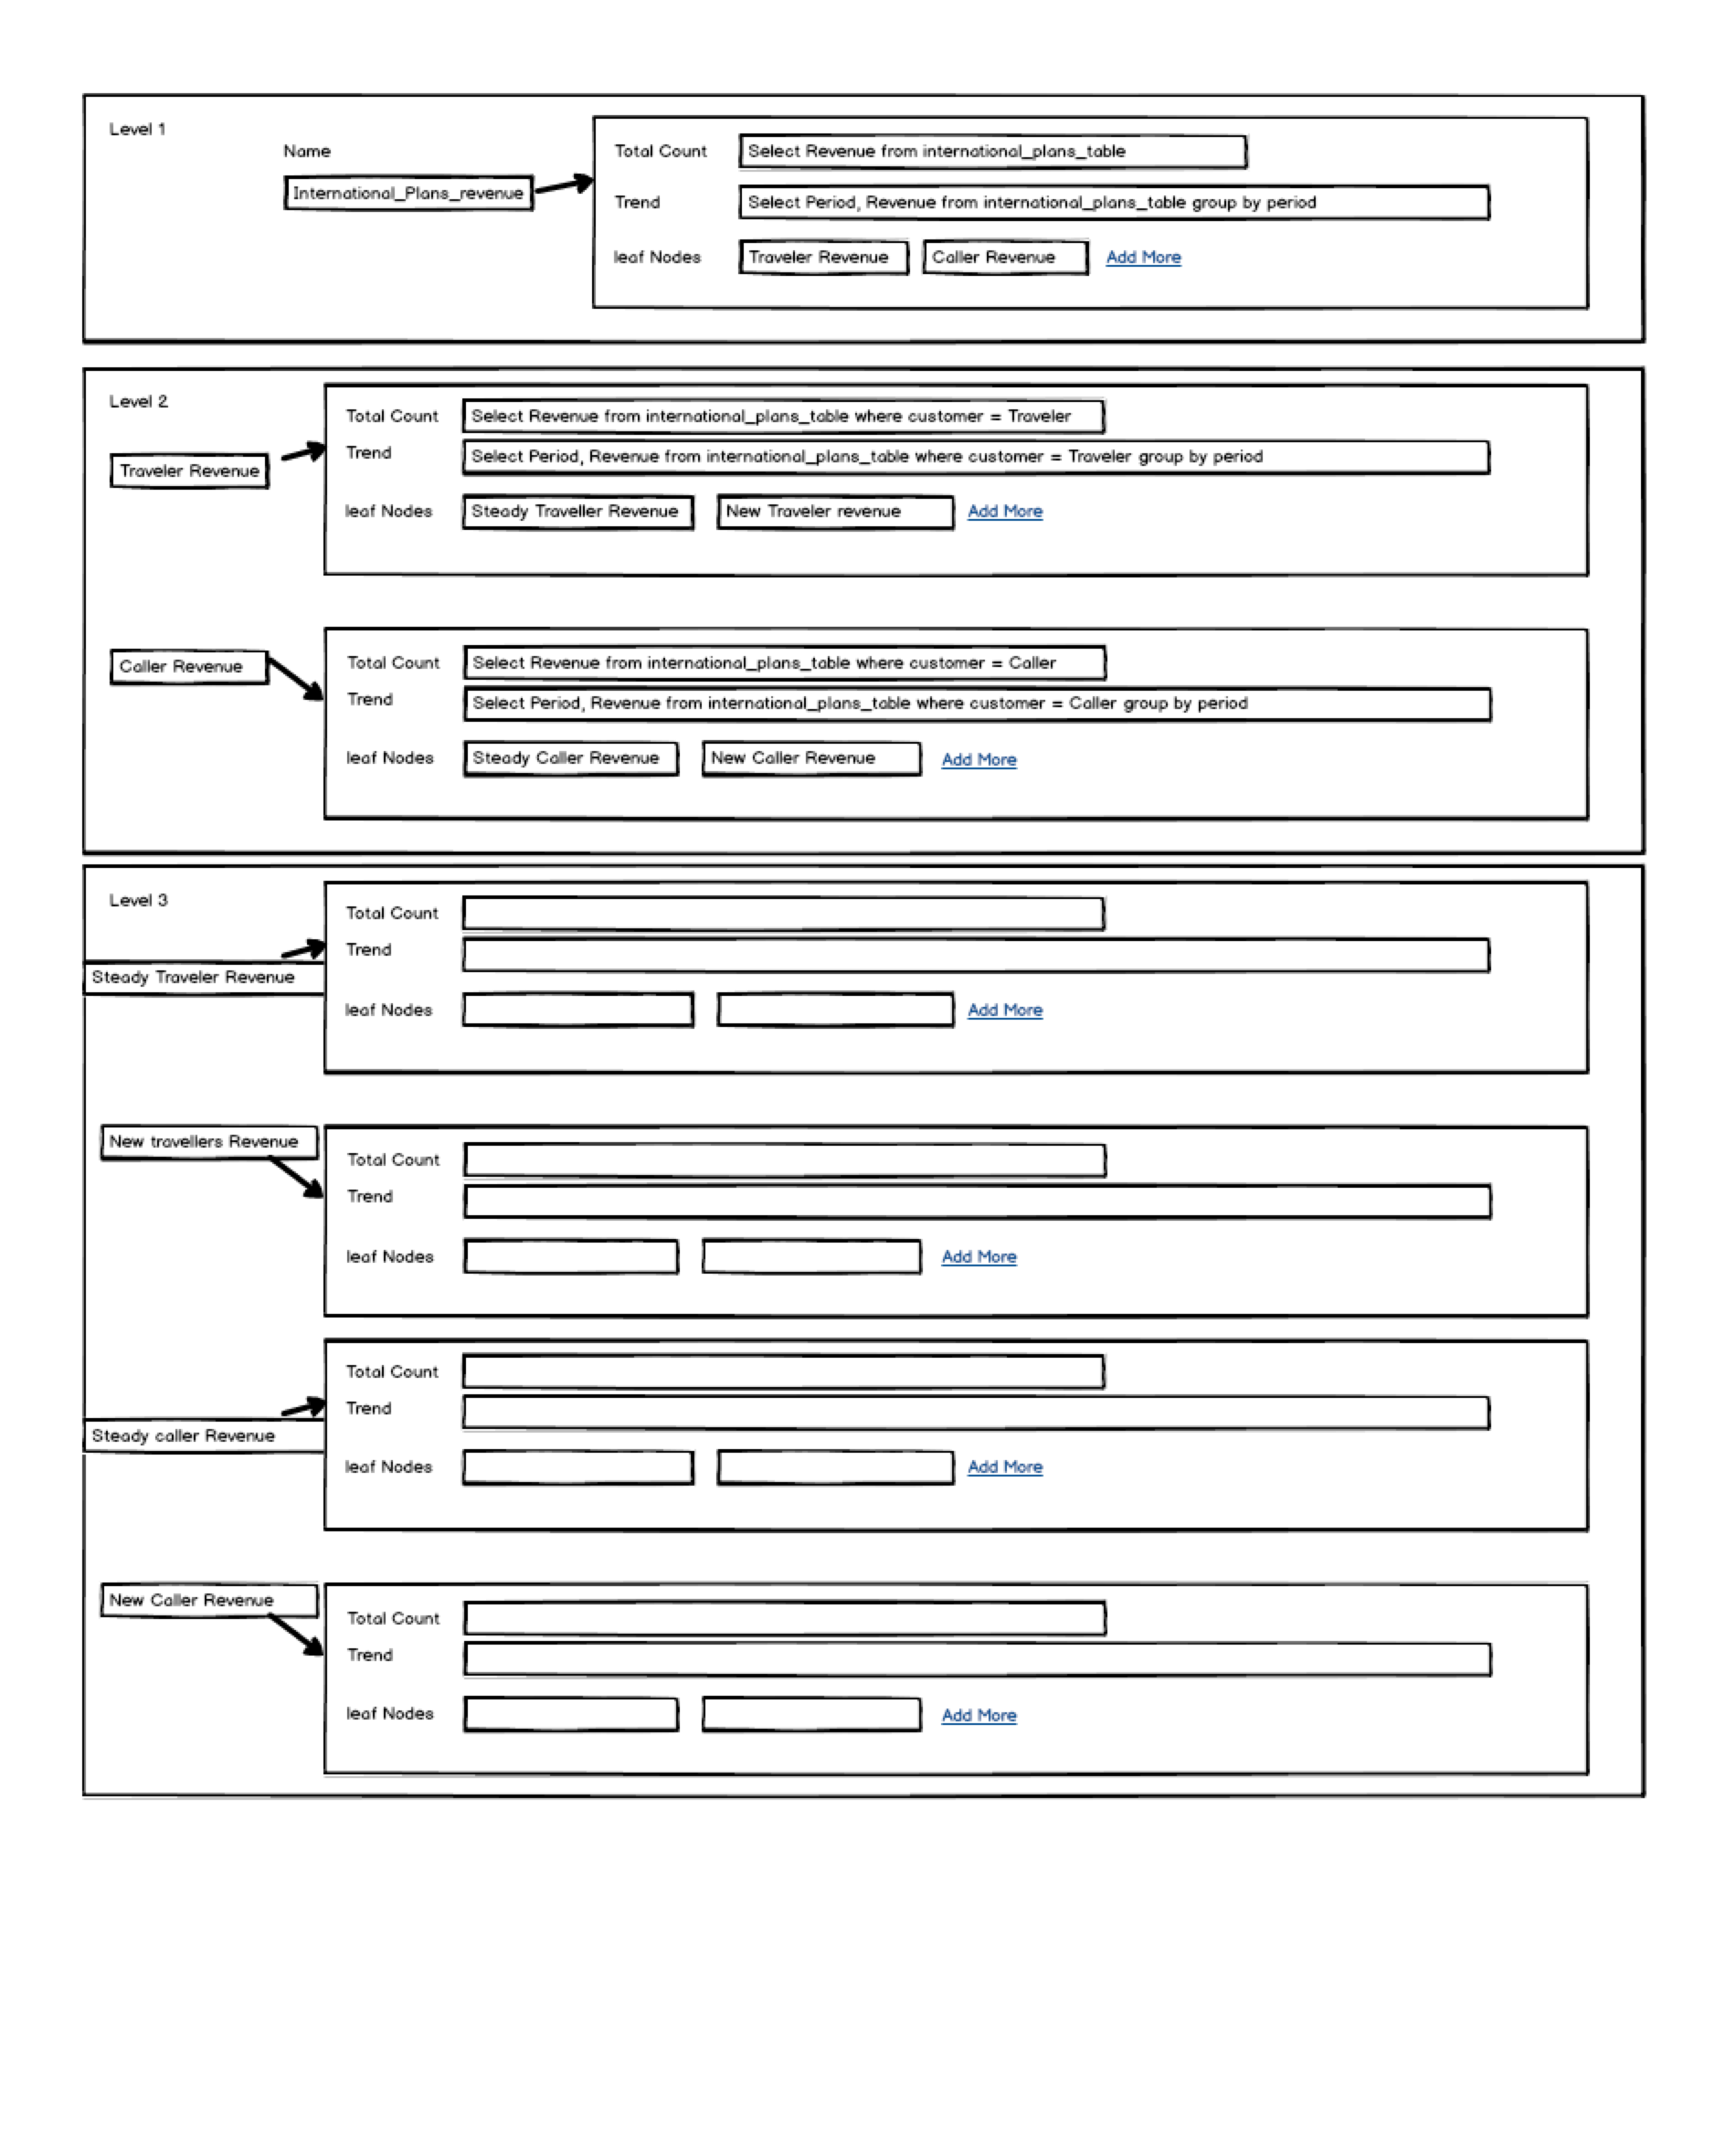 Level 1
Name
International_Plans_revenue
Total Count Select Revenue from international_plans_table
Trend Select Period, Revenue from international_plans_table group by period
leaf Nodes Traveler Revenue Caller Revenue Add More
Level 2
Traveler Revenue
Total Count Select Revenue from international_plans_table where customer = Traveler
Trend Select Period, Revenue from international_plans_table where customer = Traveler group by period
leaf Nodes Steady Traveller Revenue New Traveler revenue Add More
Caller Revenue
Total Count Select Revenue from international_plans_table where customer = Caller
Trend Select Period, Revenue from international_plans_table where customer = Caller group by period
leaf Nodes Steady Caller Revenue New Caller Revenue Add More
Level 3
Steady Traveler Revenue
Total Count
Trend
leaf Nodes Add More
New travellers Revenue
Total Count
Trend
leaf Nodes Add More
Steady caller Revenue
Total Count
Trend
leaf Nodes Add More
New Caller Revenue
Total Count
Trend
leaf Nodes Add More